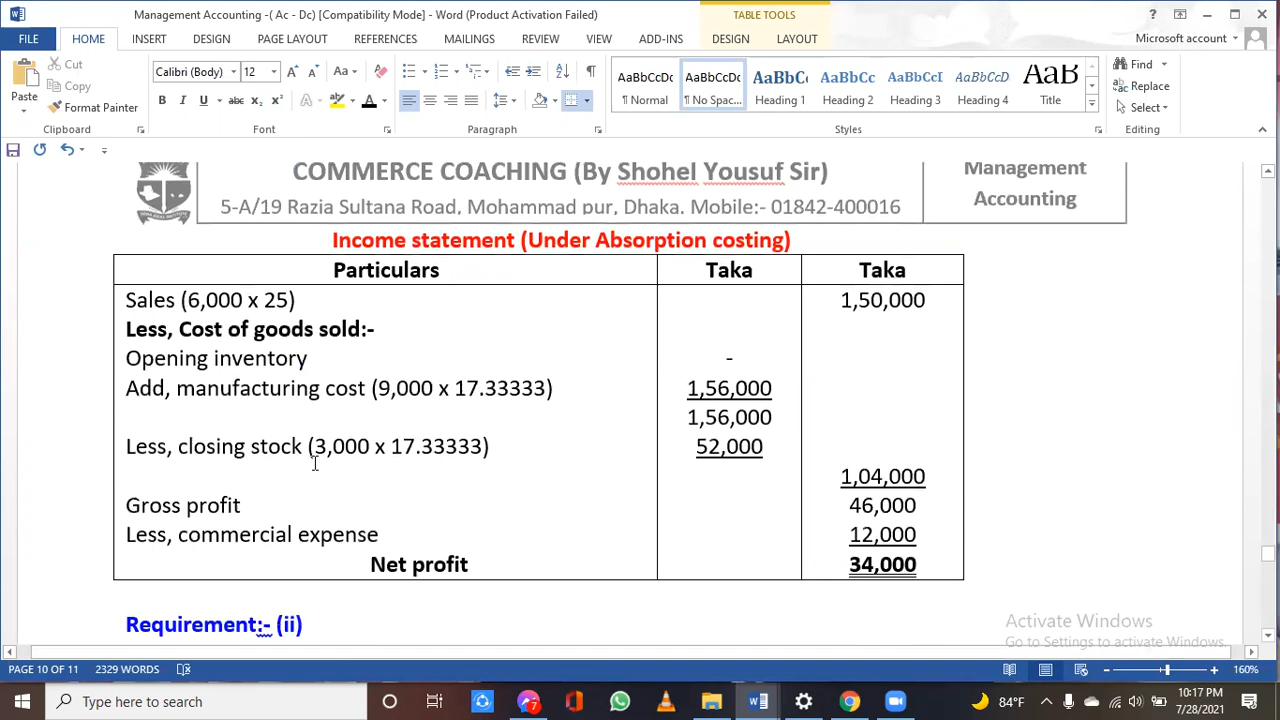 Management Accounting -( Ac - Dc) [Compatibility Mode] - Word (Product Activation Failed)
TABLE TOOLS
?
FILE HOME INSERT DESIGN PAGE LAYOUT REFERENCES MAILINGS REVIEW VIEW ADD-INS DESIGN LAYOUT Microsoft account
Paste
Cut
Copy
Format Painter
Clipboard
Calibri (Body) 12 A A Aa
B I U abc x₂ x² A A
Font
Paragraph
AaBbCcDc AaBbCcDc AaBbC AaBbCc AaBbCcI AaBbCcD AaB
¶ Normal ¶ No Spac... Heading 1 Heading 2 Heading 3 Heading 4 Title
Styles
Find
Replace
Select
Editing
COMMERCE COACHING (By Shohel Yousuf Sir)
5-A/19 Razia Sultana Road, Mohammad pur, Dhaka. Mobile:- 01842-400016
Management
Accounting
Income statement (Under Absorption costing)
Particulars Taka Taka
Sales (6,000 x 25) 1,50,000
Less, Cost of goods sold:-
Opening inventory -
Add, manufacturing cost (9,000 x 17.33333) 1,56,000
1,56,000
Less, closing stock (3,000 x 17.33333) 52,000
1,04,000
Gross profit 46,000
Less, commercial expense 12,000
Net profit 34,000
Requirement:- (ii)
Activate Windows
Go to Settings to activate Windows.
PAGE 10 OF 11 2329 WORDS 160%
Type here to search
7
84°F
10:17 PM
7/28/2021